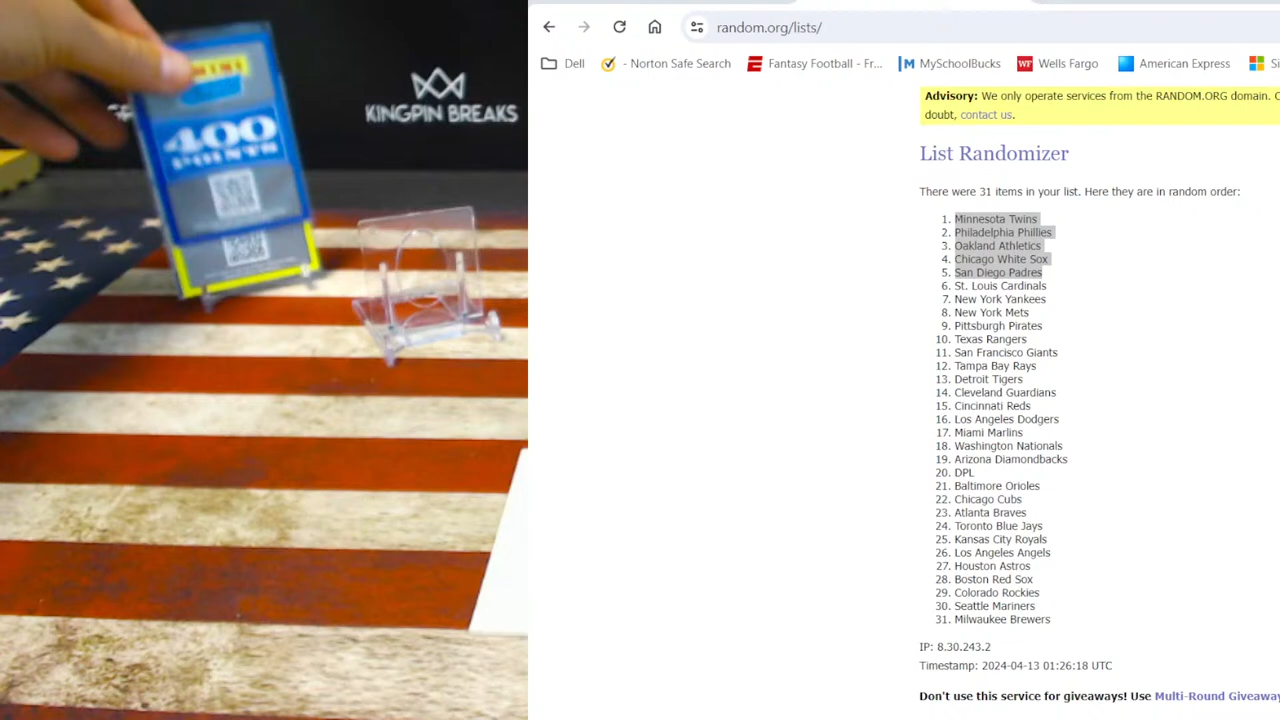 400
POINTS
KINGPIN BREAKS
random.org/lists/
Dell
- Norton Safe Search
Fantasy Football - Fr...
MySchoolBucks
Wells Fargo
American Express
Advisory: We only operate services from the RANDOM.ORG domain.
doubt, contact us.
List Randomizer
There were 31 items in your list. Here they are in random order:
1. Minnesota Twins
2. Philadelphia Phillies
3. Oakland Athletics
4. Chicago White Sox
5. San Diego Padres
6. St. Louis Cardinals
7. New York Yankees
8. New York Mets
9. Pittsburgh Pirates
10. Texas Rangers
11. San Francisco Giants
12. Tampa Bay Rays
13. Detroit Tigers
14. Cleveland Guardians
15. Cincinnati Reds
16. Los Angeles Dodgers
17. Miami Marlins
18. Washington Nationals
19. Arizona Diamondbacks
20. DPL
21. Baltimore Orioles
22. Chicago Cubs
23. Atlanta Braves
24. Toronto Blue Jays
25. Kansas City Royals
26. Los Angeles Angels
27. Houston Astros
28. Boston Red Sox
29. Colorado Rockies
30. Seattle Mariners
31. Milwaukee Brewers
IP: 8.30.243.2
Timestamp: 2024-04-13 01:26:18 UTC
Don't use this service for giveaways! Use Multi-Round Giveaway